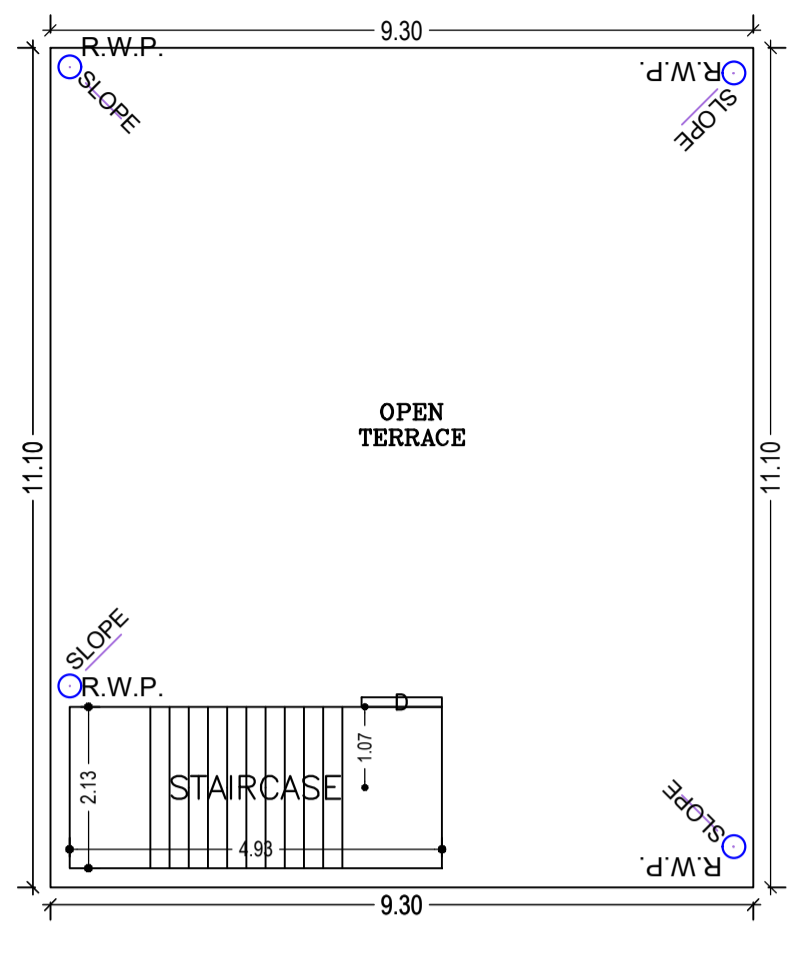 9.30
R.W.P.
R.W.P.
SLOPE
SLOPE
OPEN
TERRACE
11.10
11.10
SLOPE
R.W.P.
D
1.07
2.13
STAIRCASE
SLOPE
4.93
R.W.P.
9.30